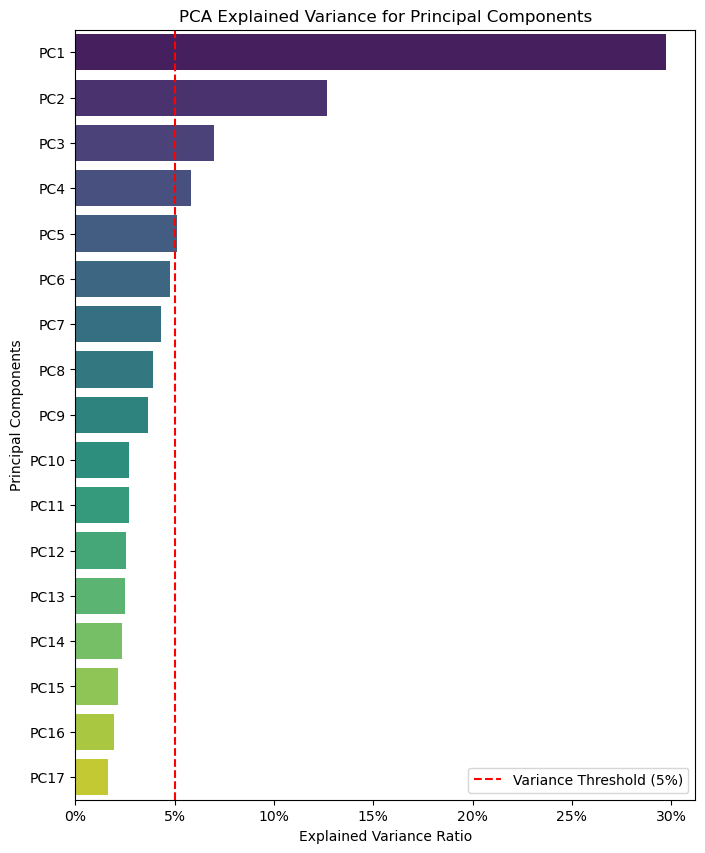 PCA Explained Variance for Principal Components
PC1
PC2
PC3
PC4
PC5
PC6
PC7
PC8
PC9
PC10
PC11
PC12
PC13
PC14
PC15
PC16
PC17
Principal Components
Variance Threshold (5%)
0% 5% 10% 15% 20% 25% 30%
Explained Variance Ratio